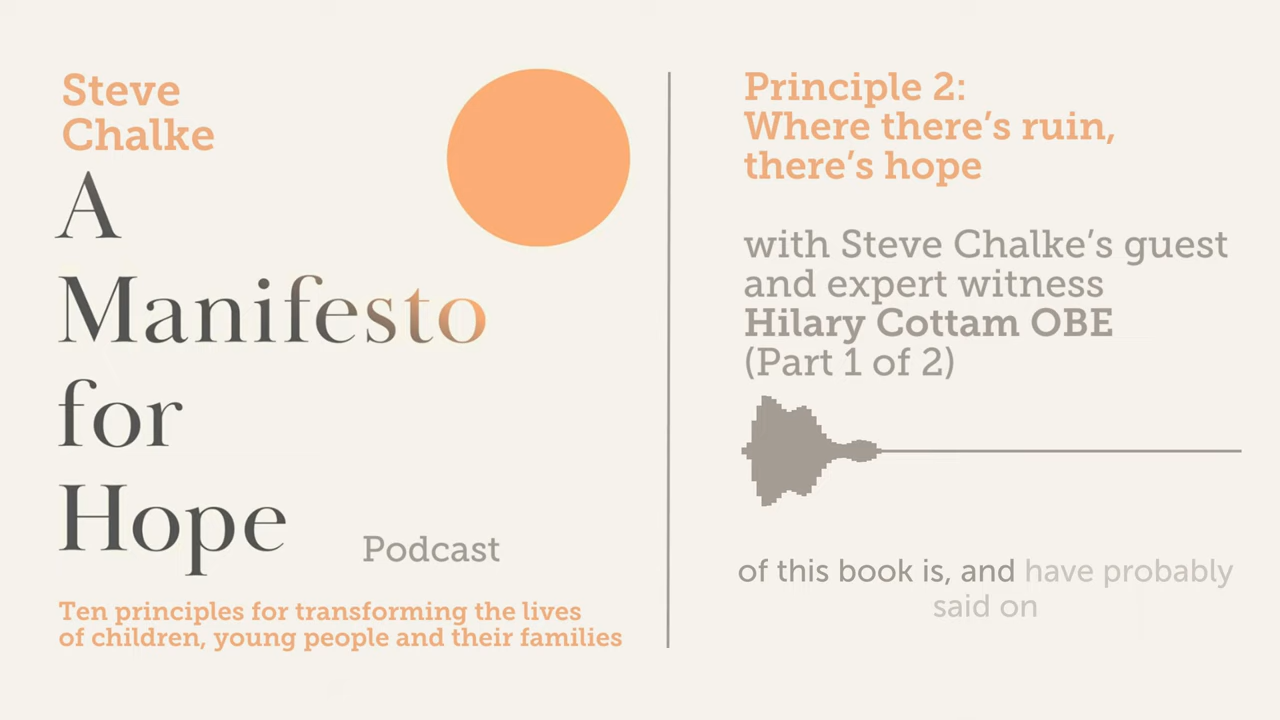 Steve
Chalke
A
Manifesto
for
Hope
Podcast
Ten principles for transforming the lives
of children, young people and their families
Principle 2:
Where there’s ruin,
there’s hope
with Steve Chalke’s guest
and expert witness
Hilary Cottam OBE
(Part 1 of 2)
of this book is, and have probably
said on